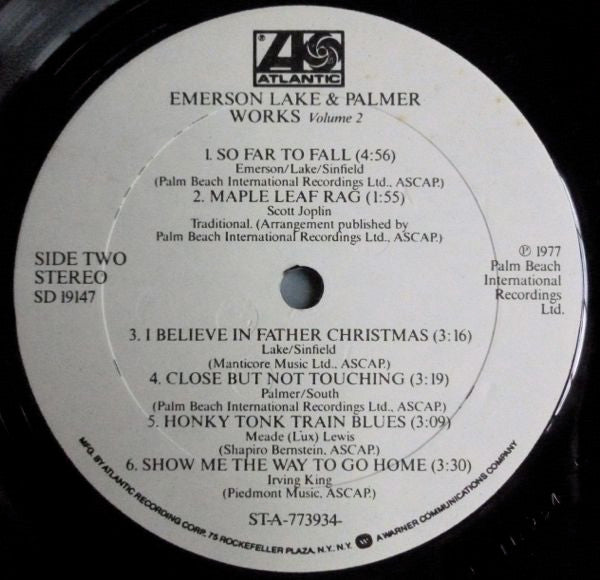 ATLANTIC
EMERSON LAKE & PALMER
WORKS Volume 2
1. SO FAR TO FALL (4:56)
Emerson/Lake/Sinfield
(Palm Beach International Recordings Ltd., ASCAP.)
2. MAPLE LEAF RAG (1:55)
Scott Joplin
Traditional. (Arrangement published by
Palm Beach International Recordings Ltd., ASCAP.)
SIDE TWO
STEREO
SD 19147
℗ 1977
Palm Beach
International
Recordings
Ltd.
3. I BELIEVE IN FATHER CHRISTMAS (3:16)
Lake/Sinfield
(Manticore Music Ltd., ASCAP.)
4. CLOSE BUT NOT TOUCHING (3:19)
Palmer/South
(Palm Beach International Recordings Ltd., ASCAP.)
5. HONKY TONK TRAIN BLUES (3:09)
Meade (Lux) Lewis
(Shapiro Bernstein, ASCAP.)
6. SHOW ME THE WAY TO GO HOME (3:30)
Irving King
(Piedmont Music, ASCAP.)
ST-A-773934-
MFG. BY ATLANTIC RECORDING CORP. 75 ROCKEFELLER PLAZA, N.Y., N.Y. A WARNER COMMUNICATIONS COMPANY